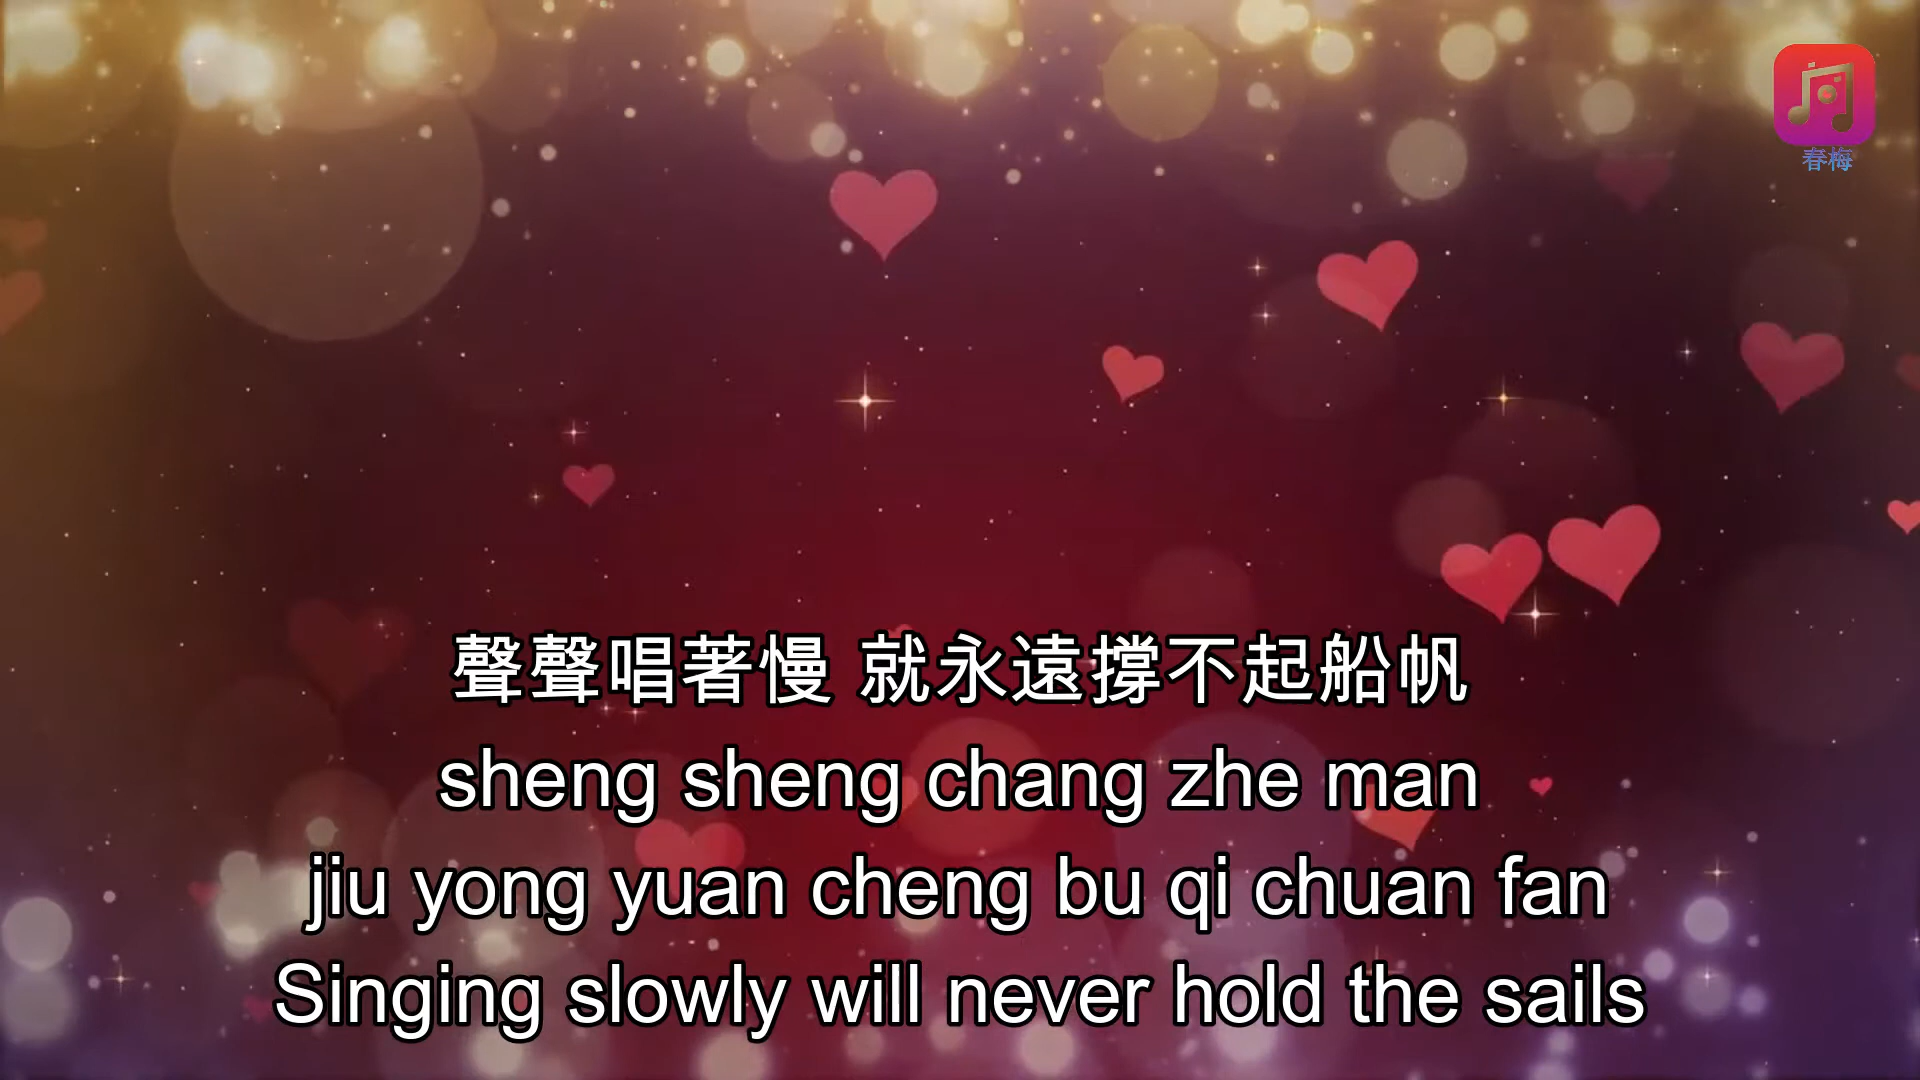 春梅
聲聲唱著慢 就永遠撐不起船帆
sheng sheng chang zhe man
jiu yong yuan cheng bu qi chuan fan
Singing slowly will never hold the sails